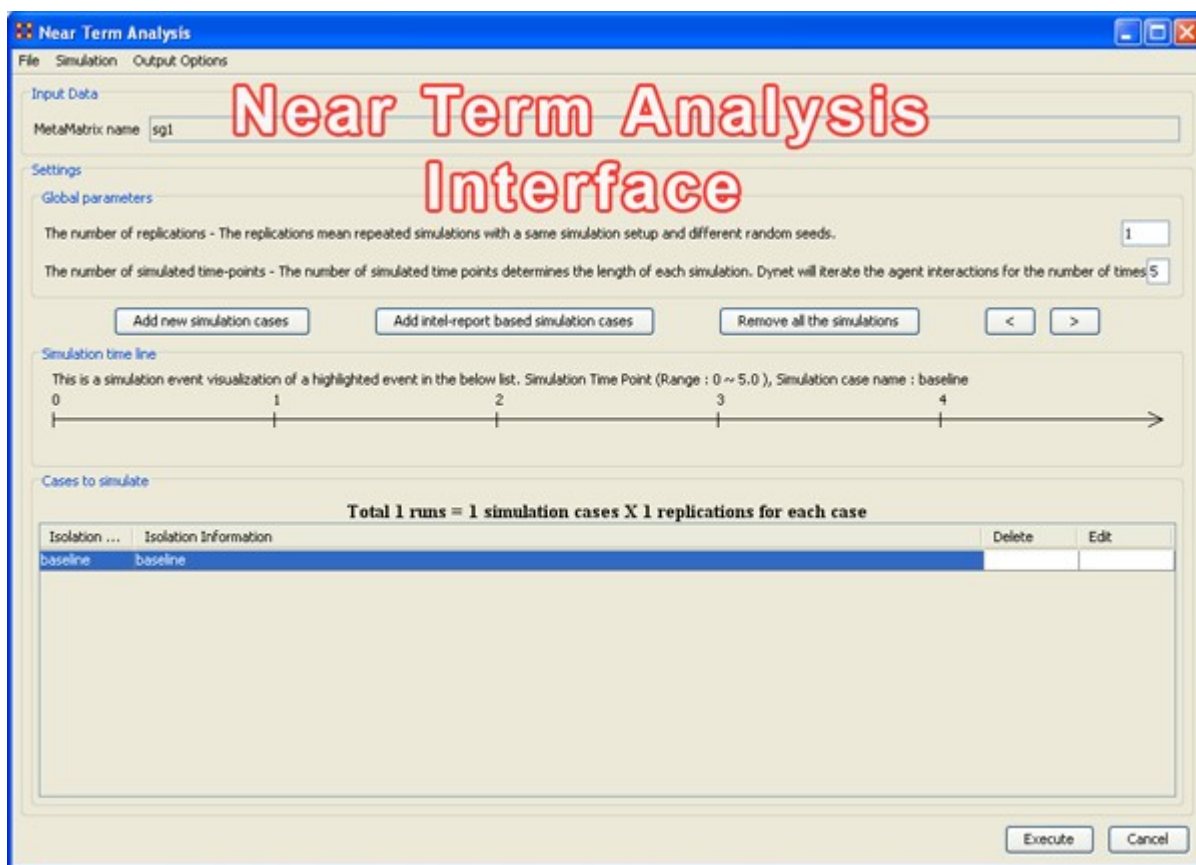 Near Term Analysis
File Simulation Output Options
Input Data
Near Term Analysis
MetaMatrix name sg1
Interface
Settings
Global parameters
The number of replications - The replications mean repeated simulations with a same simulation setup and different random seeds. 1
The number of simulated time-points - The number of simulated time points determines the length of each simulation. Dynet will iterate the agent interactions for the number of times 5
Add new simulation cases Add intel-report based simulation cases Remove all the simulations < >
Simulation time line
This is a simulation event visualization of a highlighted event in the below list. Simulation Time Point (Range : 0 ~ 5.0 ), Simulation case name : baseline
0 1 2 3 4
Cases to simulate
Total 1 runs = 1 simulation cases X 1 replications for each case
Isolation ... Isolation Information Delete Edit
baseline baseline
Execute Cancel